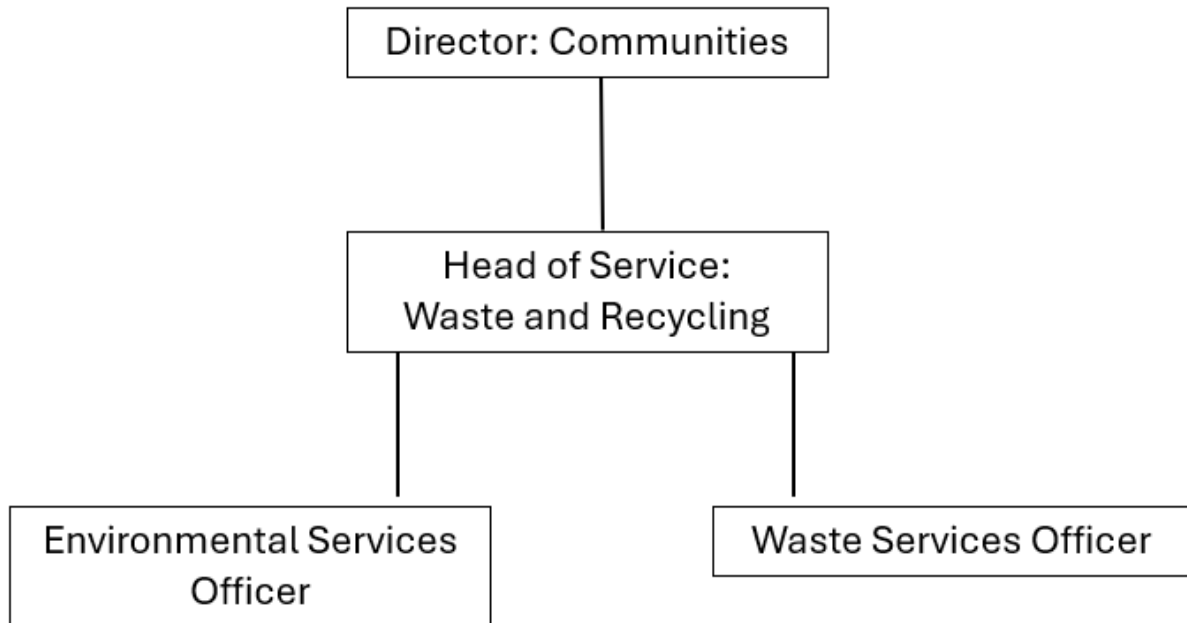 Director: Communities
Head of Service:
Waste and Recycling
Environmental Services
Officer
Waste Services Officer